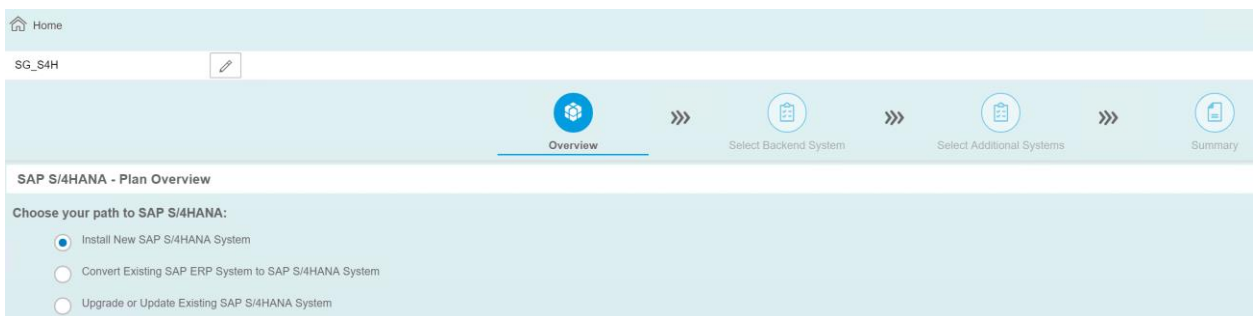 Home
SG_S4H
Overview
Select Backend System
Select Additional Systems
Summary
SAP S/4HANA - Plan Overview
Choose your path to SAP S/4HANA:
Install New SAP S/4HANA System
Convert Existing SAP ERP System to SAP S/4HANA System
Upgrade or Update Existing SAP S/4HANA System